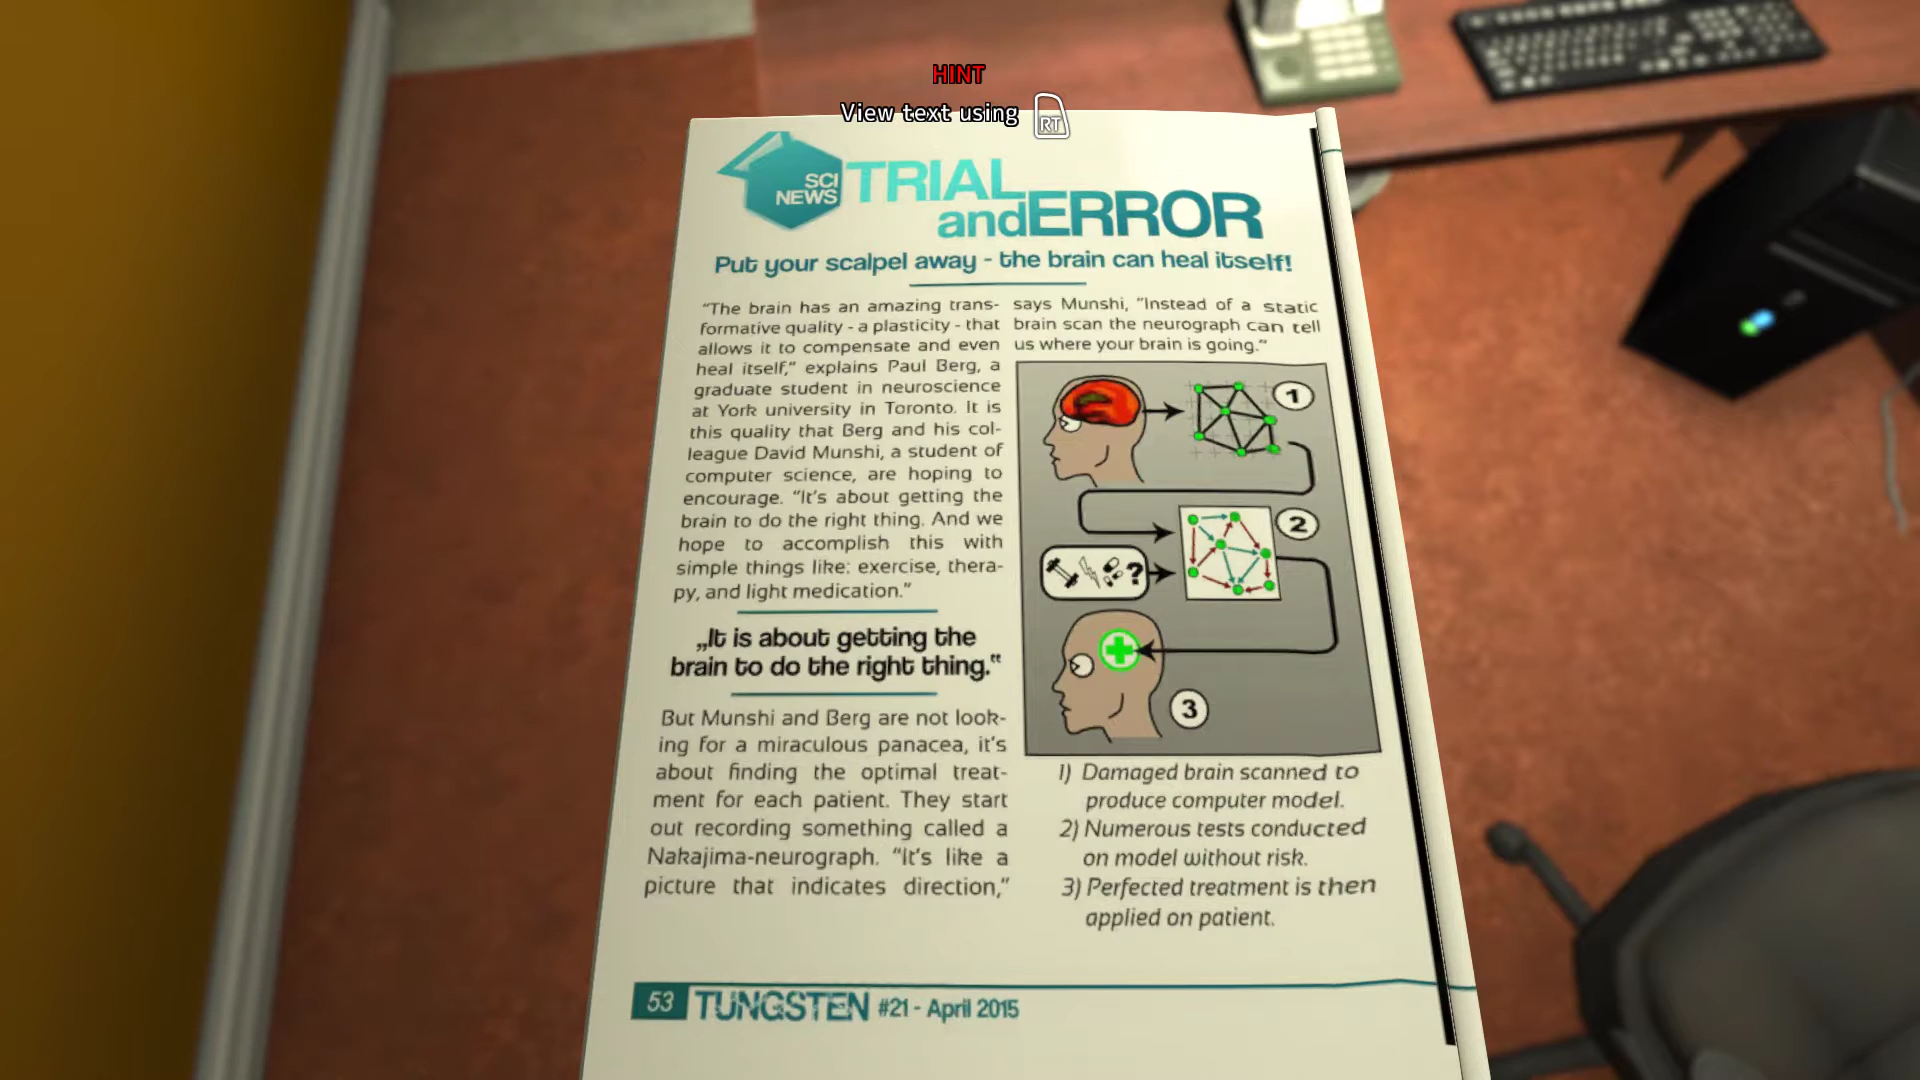 HINT
View text using RT
SCI
NEWS
TRIAL
andERROR
Put your scalpel away - the brain can heal itself!
"The brain has an amazing trans-
formative quality - a plasticity - that
allows it to compensate and even
heal itself," explains Paul Berg, a
graduate student in neuroscience
at York university in Toronto. It is
this quality that Berg and his col-
league David Munshi, a student of
computer science, are hoping to
encourage. "It's about getting the
brain to do the right thing. And we
hope to accomplish this with
simple things like: exercise, thera-
py, and light medication."
„It is about getting the
brain to do the right thing."
But Munshi and Berg are not look-
ing for a miraculous panacea, it's
about finding the optimal treat-
ment for each patient. They start
out recording something called a
Nakajima-neurograph. "It's like a
picture that indicates direction,"
says Munshi, "Instead of a static
brain scan the neurograph can tell
us where your brain is going."
1
2
?
3
1) Damaged brain scanned to
produce computer model.
2) Numerous tests conducted
on model without risk.
3) Perfected treatment is then
applied on patient.
53 TUNGSTEN #21 - April 2015